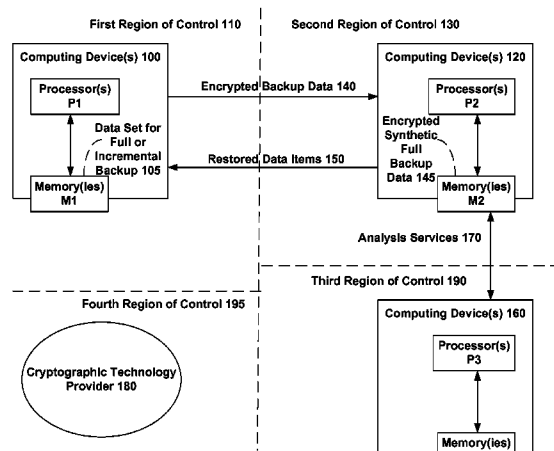 First Region of Control 110
Second Region of Control 130
Computing Device(s) 100
Processor(s)
P1
Data Set for
Full or
Incremental
Backup 105
Memory(ies)
M1
Encrypted Backup Data 140
Restored Data Items 150
Computing Device(s) 120
Processor(s)
P2
Encrypted
Synthetic
Full
Backup
Data 145
Memory(ies)
M2
Analysis Services 170
Third Region of Control 190
Fourth Region of Control 195
Cryptographic Technology
Provider 180
Computing Device(s) 160
Processor(s)
P3
Memory(ies)